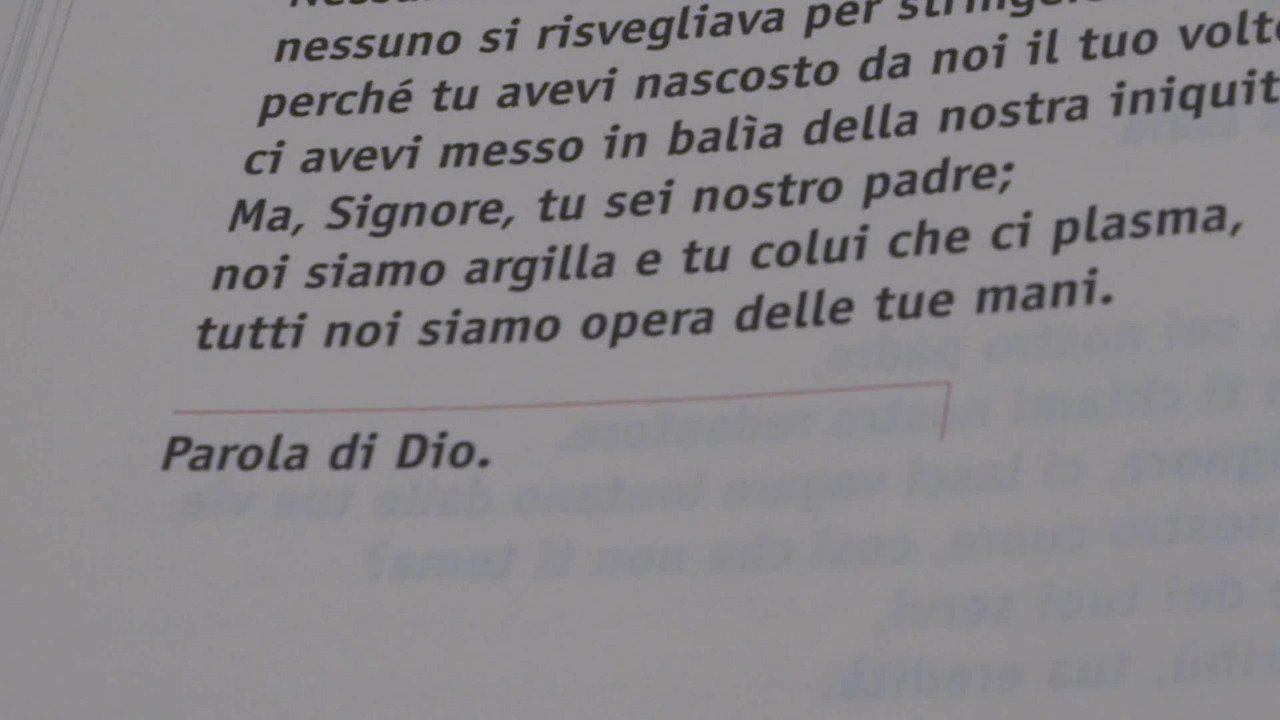 nessuno si risvegliava per
perché tu avevi nascosto da noi il tuo
ci avevi messo in balìa della nostra
Ma, Signore, tu sei nostro padre;
noi siamo argilla e tu colui che ci plasma,
tutti noi siamo opera delle tue mani.
Parola di Dio.